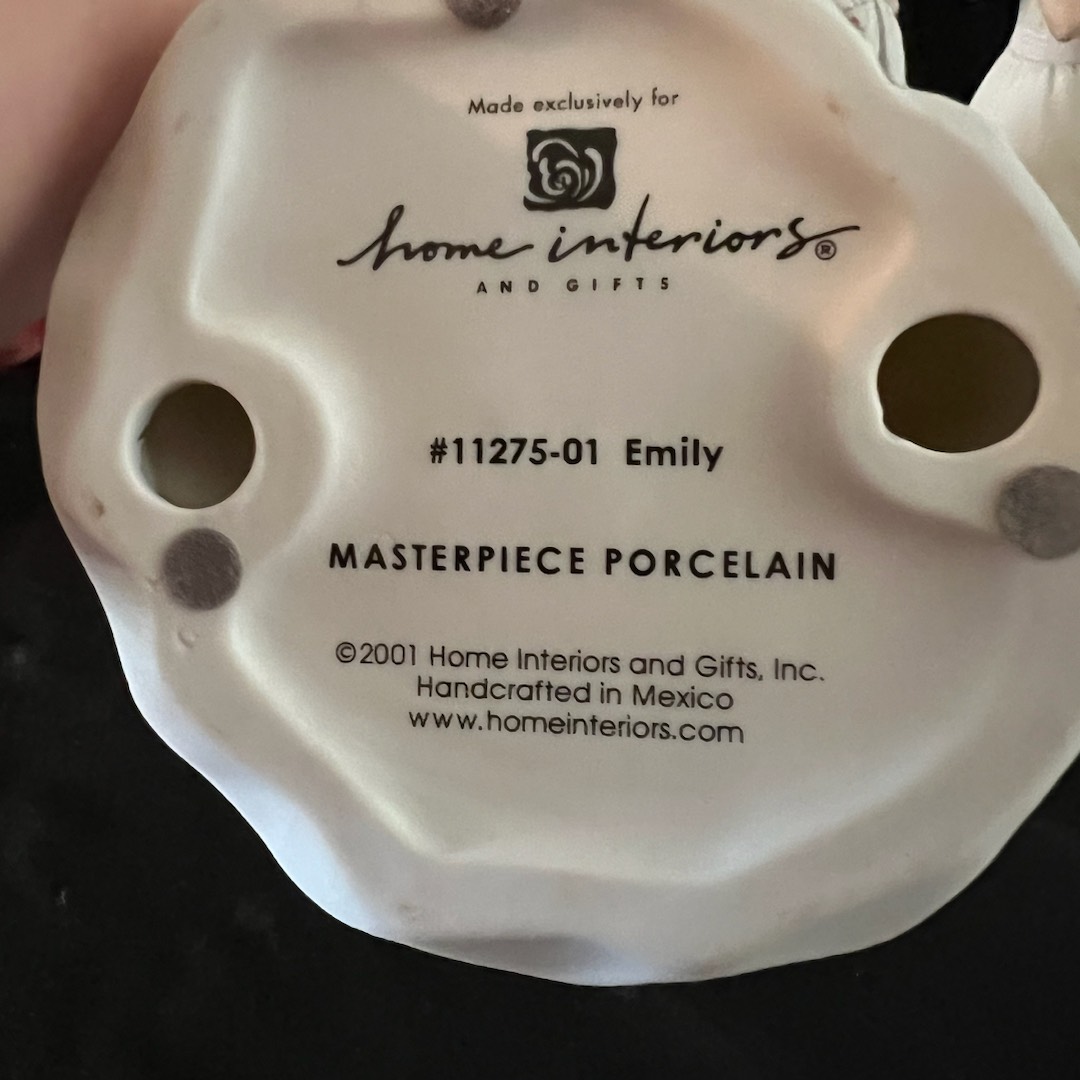 Made exclusively for
home interiors®
AND GIFTS
#11275-01 Emily
MASTERPIECE PORCELAIN
©2001 Home Interiors and Gifts, Inc.
Handcrafted in Mexico
www.homeinteriors.com